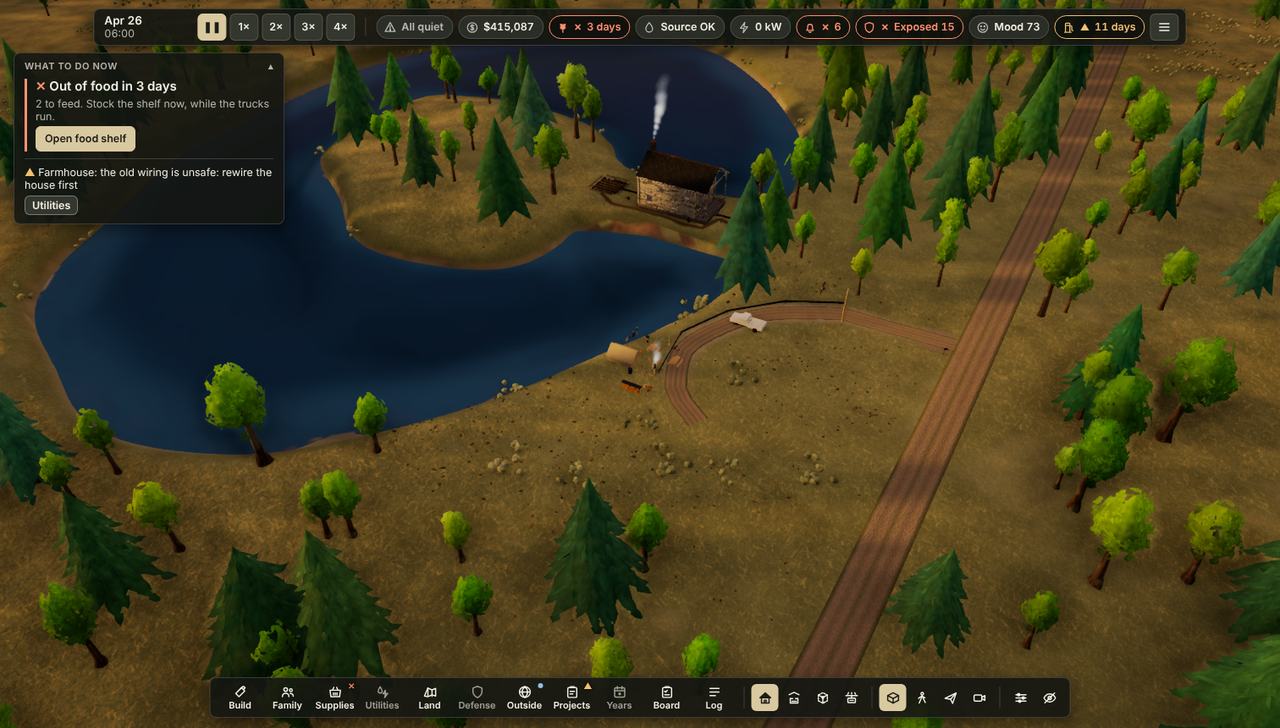 Apr 26
06:00
1×
2×
3×
4×
All quiet
$415,087
× 3 days
Source OK
0 kW
× 6
× Exposed 15
Mood 73
11 days
WHAT TO DO NOW
× Out of food in 3 days
2 to feed. Stock the shelf now, while the trucks
run.
Open food shelf
Farmhouse: the old wiring is unsafe: rewire the
house first
Utilities
Build
Family
Supplies
Utilities
Land
Defense
Outside
Projects
Years
Board
Log